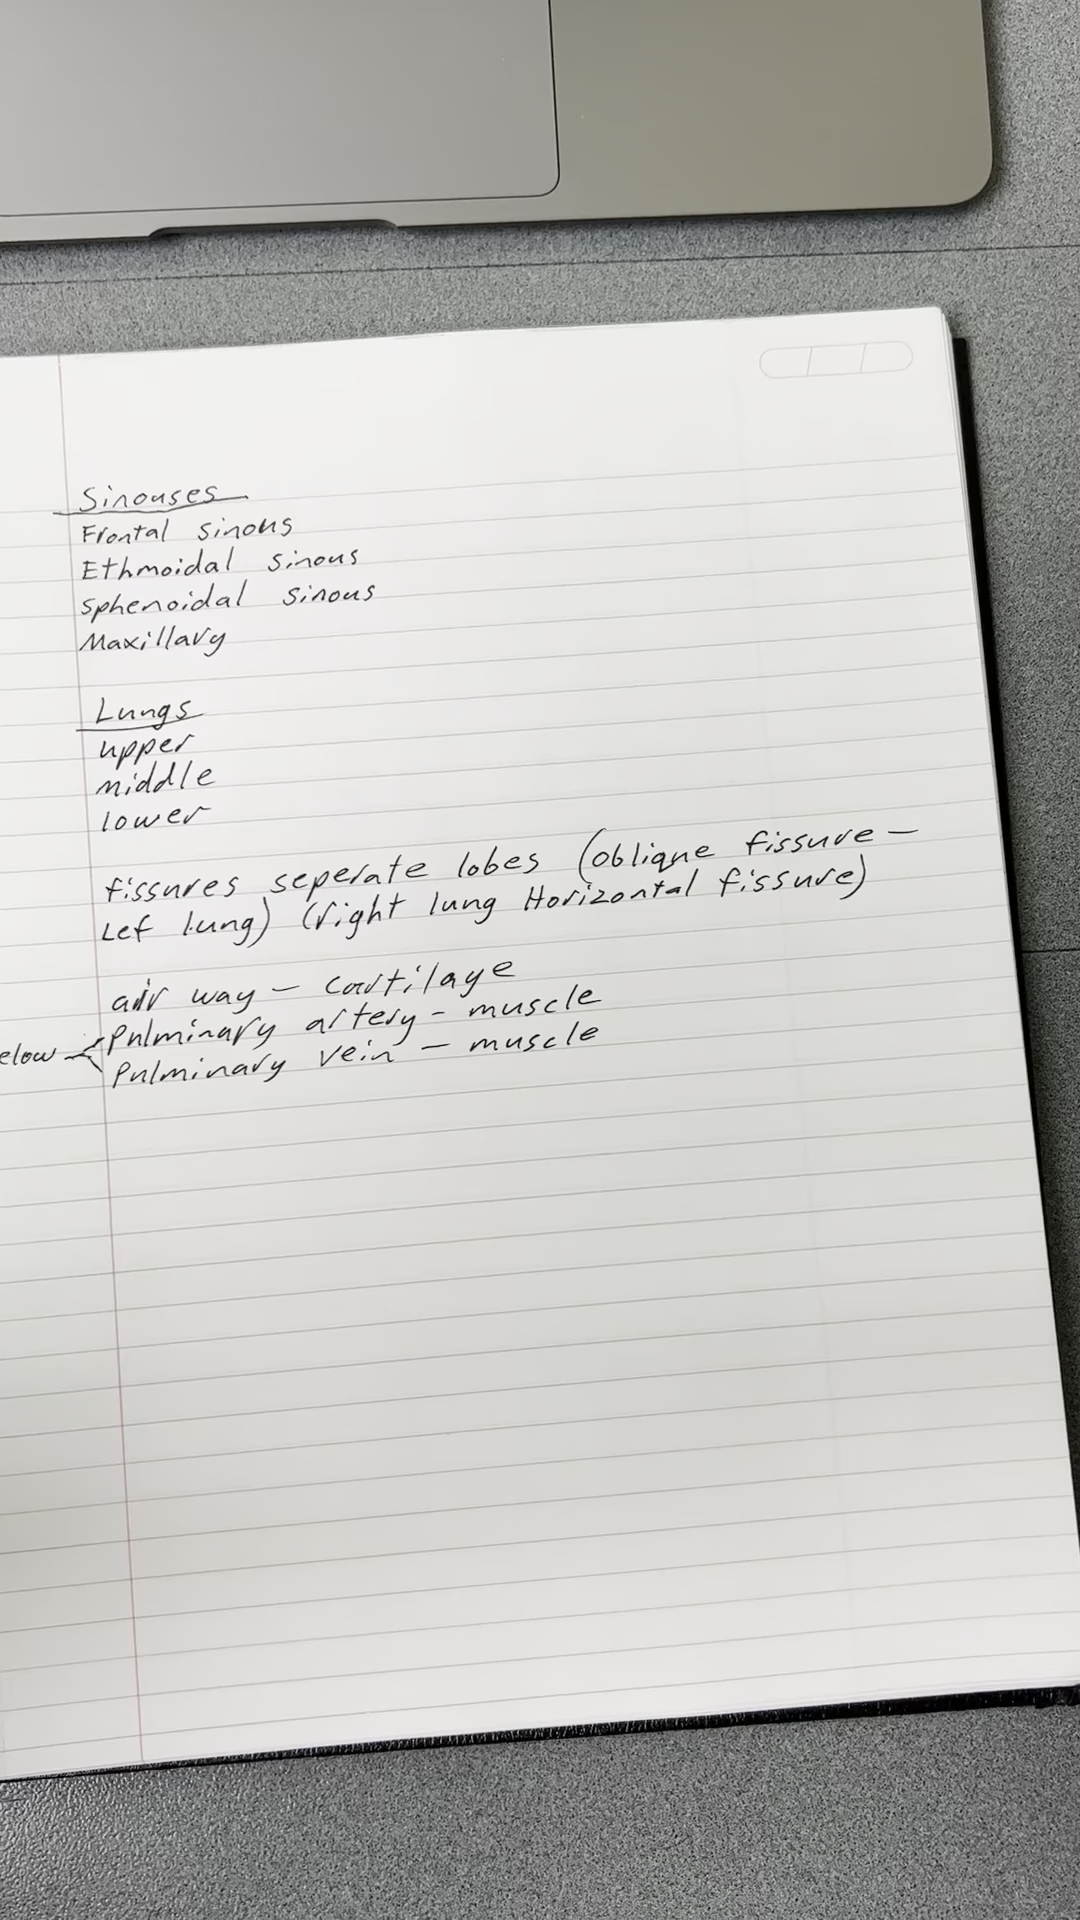 Sinouses
Frontal sinous
Ethmoidal sinous
Sphenoidal sinous
Maxillary
Lungs
upper
middle
lower
fissures seperate lobes (oblique fissure –
Lef lung) (right lung Horizontal fissure)
air way – cartilaye
elow Pulminary artery – muscle
Pulminary vein – muscle